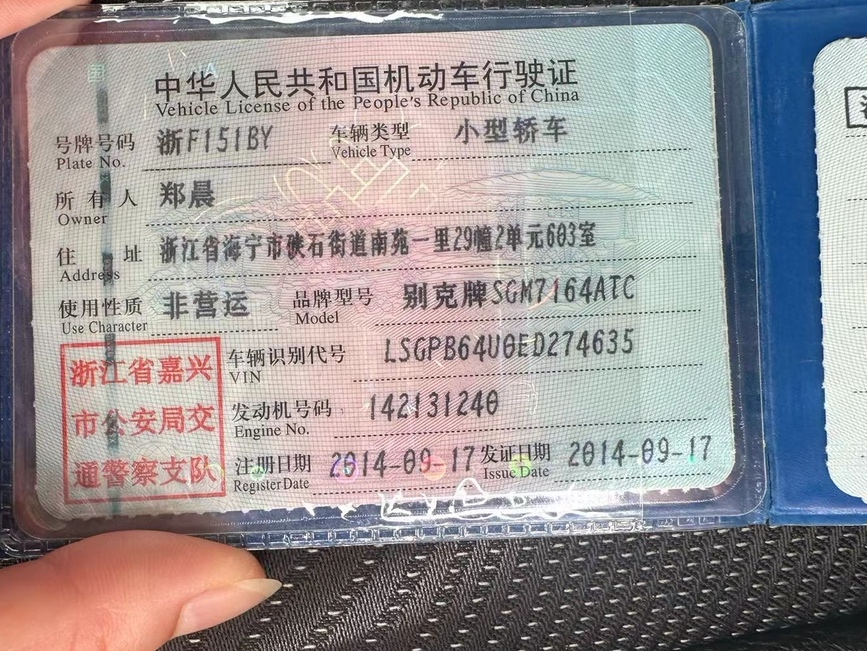 中华人民共和国机动车行驶证
Vehicle License of the People's Republic of China
号牌号码 浙F151BY 车辆类型 小型轿车
Plate No. Vehicle Type
所有人 郑晨
Owner
住址 浙江省海宁市硖石街道南苑一里29幢2单元603室
Address
使用性质 非营运 品牌型号 别克牌SGM7164ATC
Use Character Model
浙江省嘉兴
市公安局交
通警察支队
车辆识别代号 LSGPB64U0ED274635
VIN
发动机号码 142131240
Engine No.
注册日期 2014-09-17 发证日期 2014-09-17
Register Date Issue Date